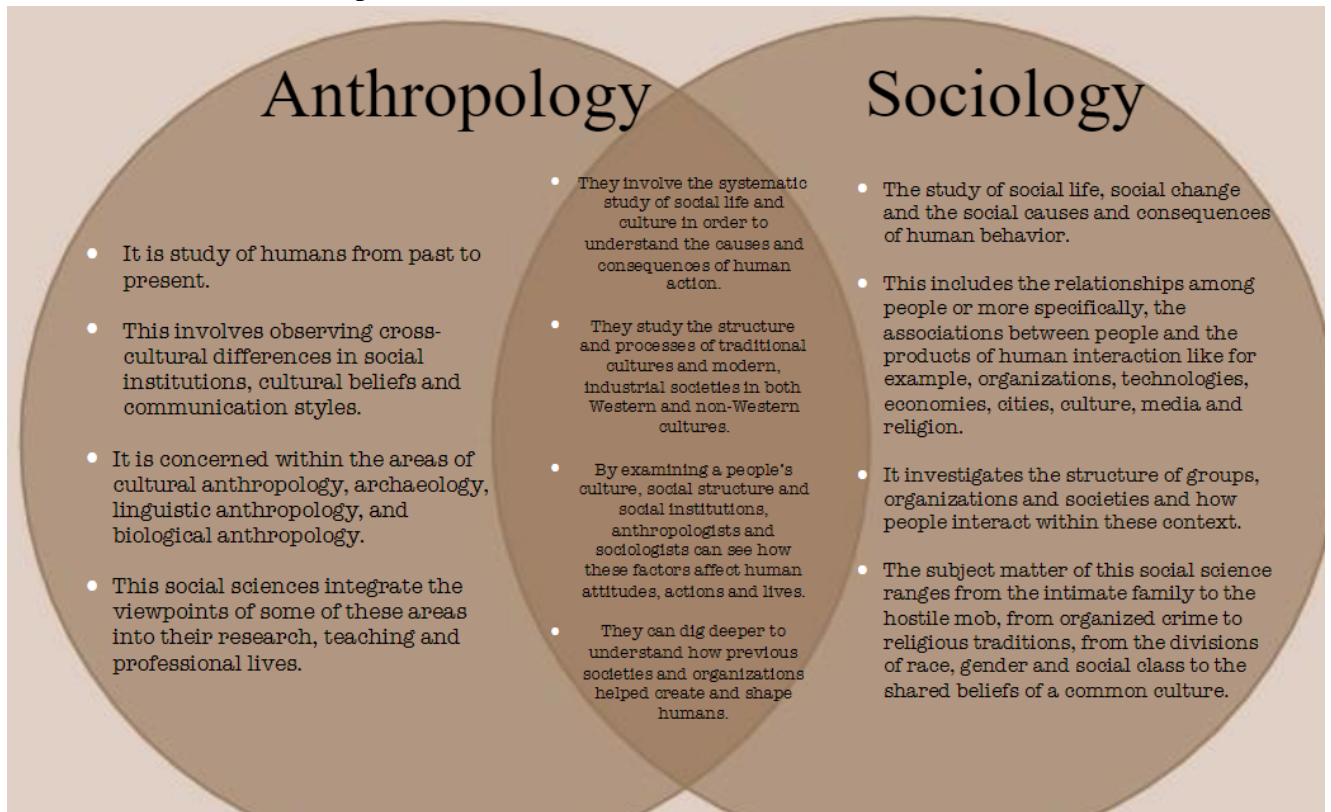 Anthropology
It is study of humans from past to
present.
This involves observing cross-
cultural differences in social
institutions, cultural beliefs and
communication styles.
It is concerned within the areas of
cultural anthropology, archaeology,
linguistic anthropology, and
biological anthropology.
This social sciences integrate the
viewpoints of some of these areas
into their research, teaching and
professional lives.
They involve the systematic
study of social life and
culture in order to
understand the causes and
consequences of human
action.
They study the structure
and processes of traditional
cultures and modern,
industrial societies in both
Western and non-Western
cultures.
By examining a people's
culture, social structure and
social institutions,
anthropologists and
sociologists can see how
these factors affect human
attitudes, actions and lives.
They can dig deeper to
understand how previous
societies and organizations
helped create and shape
humans.
Sociology
The study of social life, social change
and the social causes and consequences
of human behavior.
This includes the relationships among
people or more specifically, the
associations between people and the
products of human interaction like for
example, organizations, technologies,
economies, cities, culture, media and
religion.
It investigates the structure of groups,
organizations and societies and how
people interact within these context.
The subject matter of this social science
ranges from the intimate family to the
hostile mob, from organized crime to
religious traditions, from the divisions
of race, gender and social class to the
shared beliefs of a common culture.